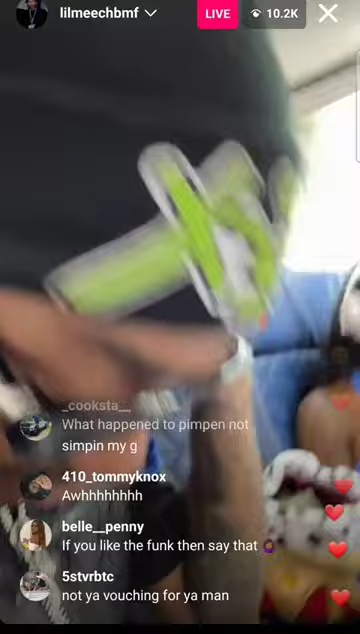 lilmeechbmf
LIVE
10.2K
_cooksta__
What happened to pimpen not
simpin my g
410_tommyknox
Awhhhhhhhh
belle__penny
If you like the funk then say that
5stvrbtc
not ya vouching for ya man